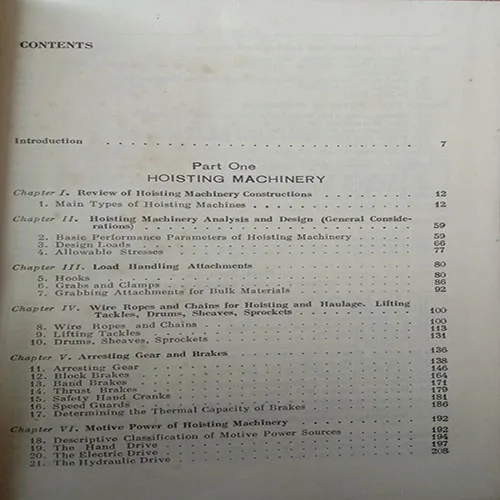 CONTENTS
Introduction . . . . . . . . . . . . . . . . . . . 7
Part One
HOISTING MACHINERY
Chapter I. Review of Hoisting Machinery Constructions . . . . . . . . 12
1. Main Types of Hoisting Machines . . . . . . . . . . . . 12
Chapter II. Hoisting Machinery Analysis and Design (General Conside-
rations) . . . . . . . . . . . . . . . . . 59
2. Basic Performance Parameters of Hoisting Machinery . . . . . 59
3. Design Loads . . . . . . . . . . . . . . . . . 66
4. Allowable Stresses . . . . . . . . . . . . . . . 77
Chapter III. Load Handling Attachments . . . . . . . . . . . 80
5. Hooks . . . . . . . . . . . . . . . . . . . 80
6. Grabs and Clamps . . . . . . . . . . . . . . . 86
7. Grabbing Attachments for Bulk Materials . . . . . . . . 92
Chapter IV. Wire Ropes and Chains for Hoisting and Haulage. Lifting
Tackles, Drums, Sheaves, Sprockets . . . . . . . . 100
8. Wire Ropes and Chains . . . . . . . . . . . . . 100
9. Lifting Tackles . . . . . . . . . . . . . . . . 113
10. Drums, Sheaves, Sprockets . . . . . . . . . . . . 131
Chapter V. Arresting Gear and Brakes . . . . . . . . . . . . 136
11. Arresting Gear . . . . . . . . . . . . . . . . 138
12. Block Brakes . . . . . . . . . . . . . . . . . 146
13. Band Brakes . . . . . . . . . . . . . . . . . 164
14. Thrust Brakes . . . . . . . . . . . . . . . . . 171
15. Safety Hand Cranks . . . . . . . . . . . . . . . 179
16. Speed Guards . . . . . . . . . . . . . . . . . 181
17. Determining the Thermal Capacity of Brakes . . . . . . . 186
Chapter VI. Motive Power of Hoisting Machinery . . . . . . . . 192
18. Descriptive Classification of Motive Power Sources . . . . . 192
19. The Hand Drive . . . . . . . . . . . . . . . . 194
20. The Electric Drive . . . . . . . . . . . . . . . 197
21. The Hydraulic Drive . . . . . . . . . . . . . . . 208